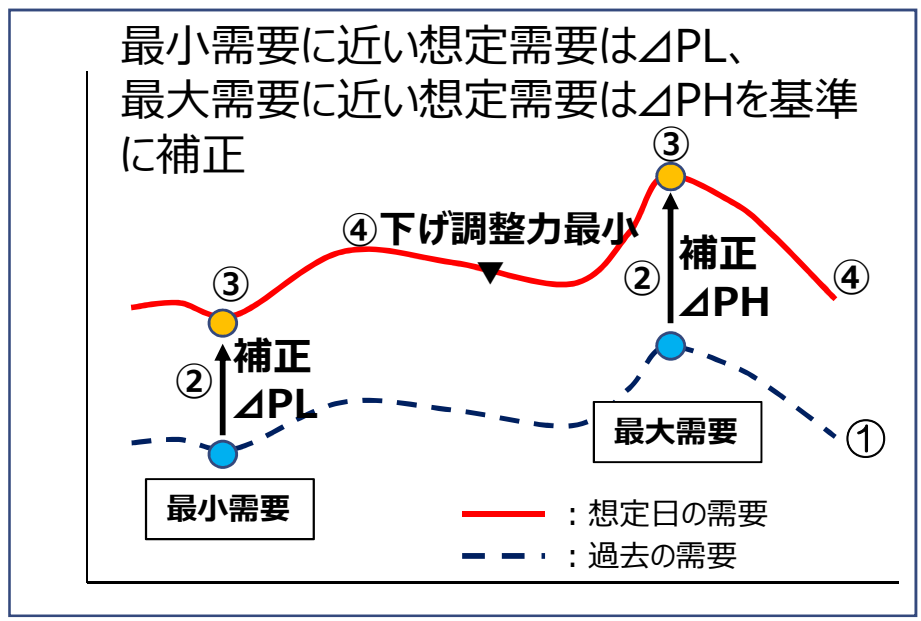 最小需要に近い想定需要は⊿PL、
最大需要に近い想定需要は⊿PHを基準
に補正
③
④下げ調整力最小
補正
②
⊿PH
④
③
補正
②
⊿PL
最大需要
①
最小需要
：想定日の需要
：過去の需要